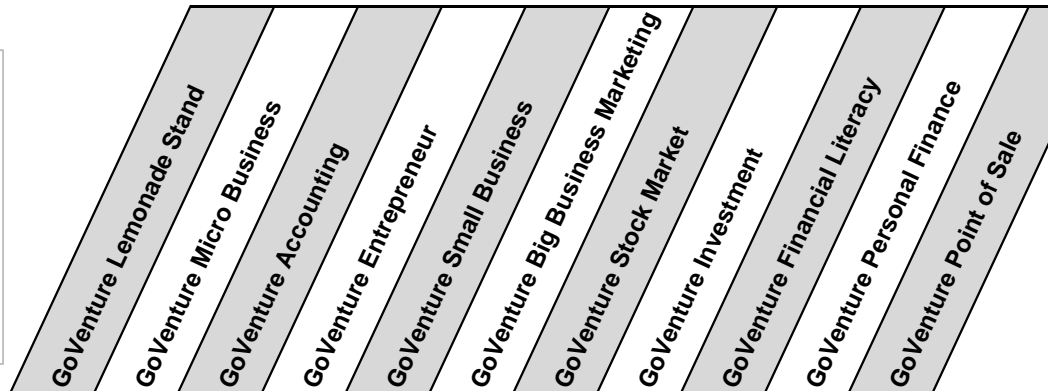 GoVenture Lemonade Stand
GoVenture Micro Business
GoVenture Accounting
GoVenture Entrepreneur
GoVenture Small Business
GoVenture Big Business Marketing
GoVenture Stock Market
GoVenture Investment
GoVenture Financial Literacy
GoVenture Personal Finance
GoVenture Point of Sale